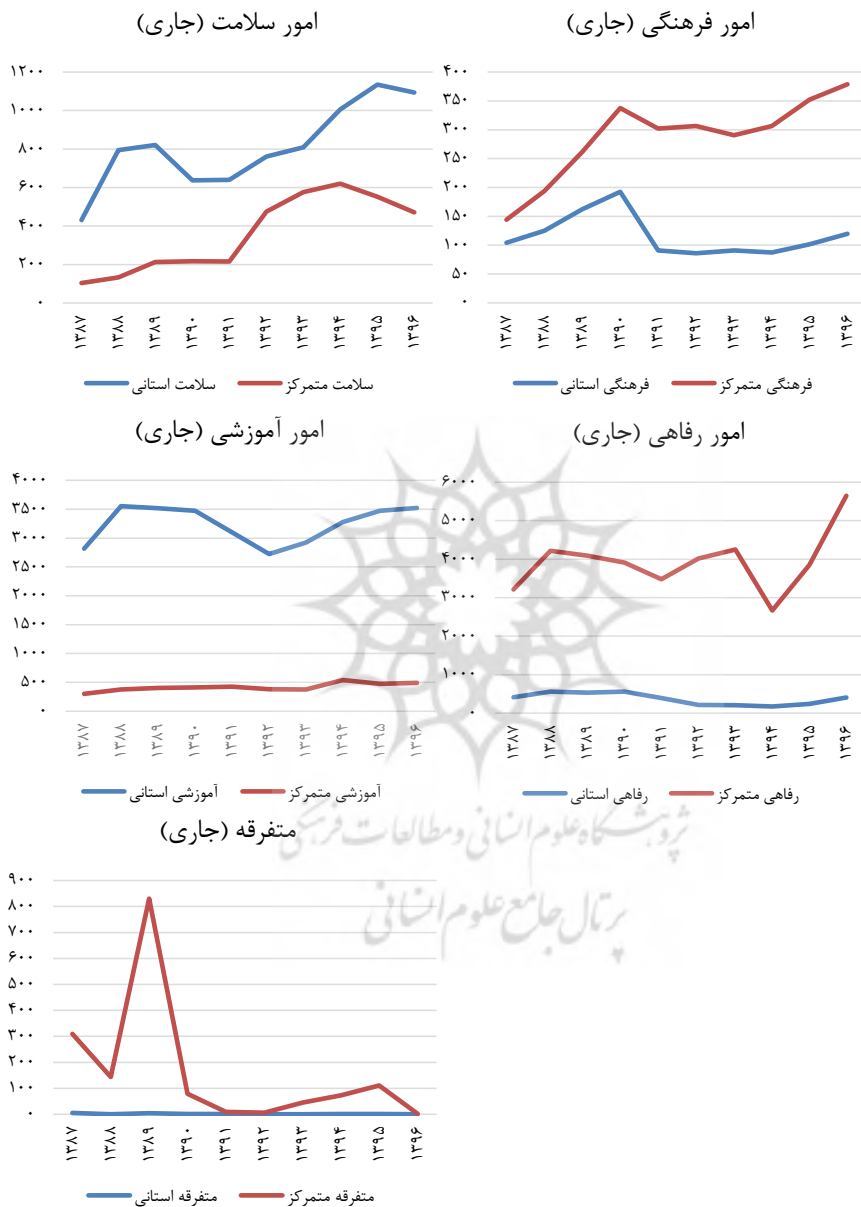 امور فرهنگی (جاری)
۴۰۰
۳۵۰
۳۰۰
۲۵۰
۲۰۰
۱۵۰
۱۰۰
۵۰
۰
۱۳۸۷ ۱۳۸۸ ۱۳۸۹ ۱۳۹۰ ۱۳۹۱ ۱۳۹۲ ۱۳۹۳ ۱۳۹۴ ۱۳۹۵ ۱۳۹۶
فرهنگی متمرکز فرهنگی استانی
امور سلامت (جاری)
۱۲۰۰
۱۰۰۰
۸۰۰
۶۰۰
۴۰۰
۲۰۰
۰
۱۳۸۷ ۱۳۸۸ ۱۳۸۹ ۱۳۹۰ ۱۳۹۱ ۱۳۹۲ ۱۳۹۳ ۱۳۹۴ ۱۳۹۵ ۱۳۹۶
سلامت متمرکز سلامت استانی
امور رفاهی (جاری)
۶۰۰۰
۵۰۰۰
۴۰۰۰
۳۰۰۰
۲۰۰۰
۱۰۰۰
۰
۱۳۸۷ ۱۳۸۸ ۱۳۸۹ ۱۳۹۰ ۱۳۹۱ ۱۳۹۲ ۱۳۹۳ ۱۳۹۴ ۱۳۹۵ ۱۳۹۶
رفاهی متمرکز رفاهی استانی
امور آموزشی (جاری)
۴۰۰۰
۳۵۰۰
۳۰۰۰
۲۵۰۰
۲۰۰۰
۱۵۰۰
۱۰۰۰
۵۰۰
۰
۱۳۸۷ ۱۳۸۸ ۱۳۸۹ ۱۳۹۰ ۱۳۹۱ ۱۳۹۲ ۱۳۹۳ ۱۳۹۴ ۱۳۹۵ ۱۳۹۶
آموزشی متمرکز آموزشی استانی
پژوهشگاه علوم انسانی و مطالعات فرهنگی
پرتال جامع علوم انسانی
متفرقه (جاری)
۹۰۰
۸۰۰
۷۰۰
۶۰۰
۵۰۰
۴۰۰
۳۰۰
۲۰۰
۱۰۰
۰
۱۳۸۷ ۱۳۸۸ ۱۳۸۹ ۱۳۹۰ ۱۳۹۱ ۱۳۹۲ ۱۳۹۳ ۱۳۹۴ ۱۳۹۵ ۱۳۹۶
متفرقه متمرکز متفرقه استانی